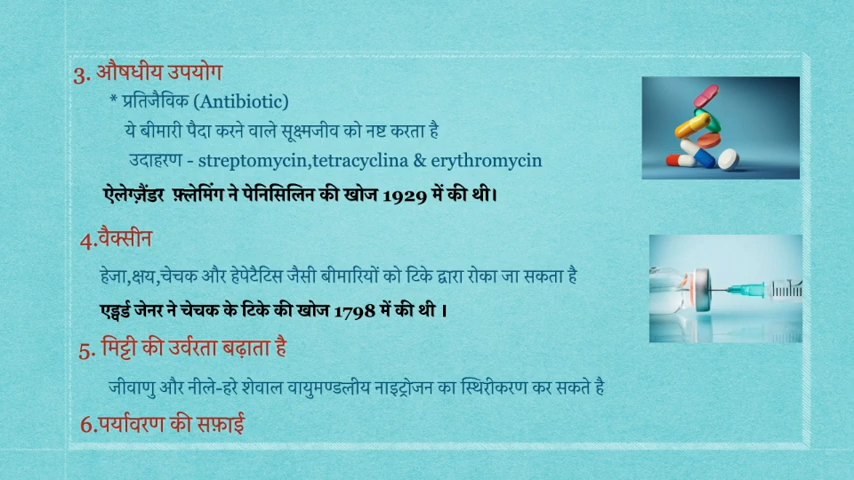 3. औषधीय उपयोग
* प्रतिजैविक (Antibiotic)
ये बीमारी पैदा करने वाले सूक्ष्मजीव को नष्ट करता है
उदाहरण - streptomycin,tetracyclina & erythromycin
ऐलेग्ज़ैंडर फ़्लेमिंग ने पेनिसिलिन की खोज 1929 में की थी।
4.वैक्सीन
हेजा,क्षय,चेचक और हेपेटैटिस जैसी बीमारियों को टिके द्वारा रोका जा सकता है
एडवर्ड जेनर ने चेचक के टिके की खोज 1798 में की थी ।
5. मिट्टी की उर्वरता बढ़ाता है
जीवाणु और नीले-हरे शेवाल वायुमण्डलीय नाइट्रोजन का स्थिरीकरण कर सकते है
6.पर्यावरण की सफ़ाई